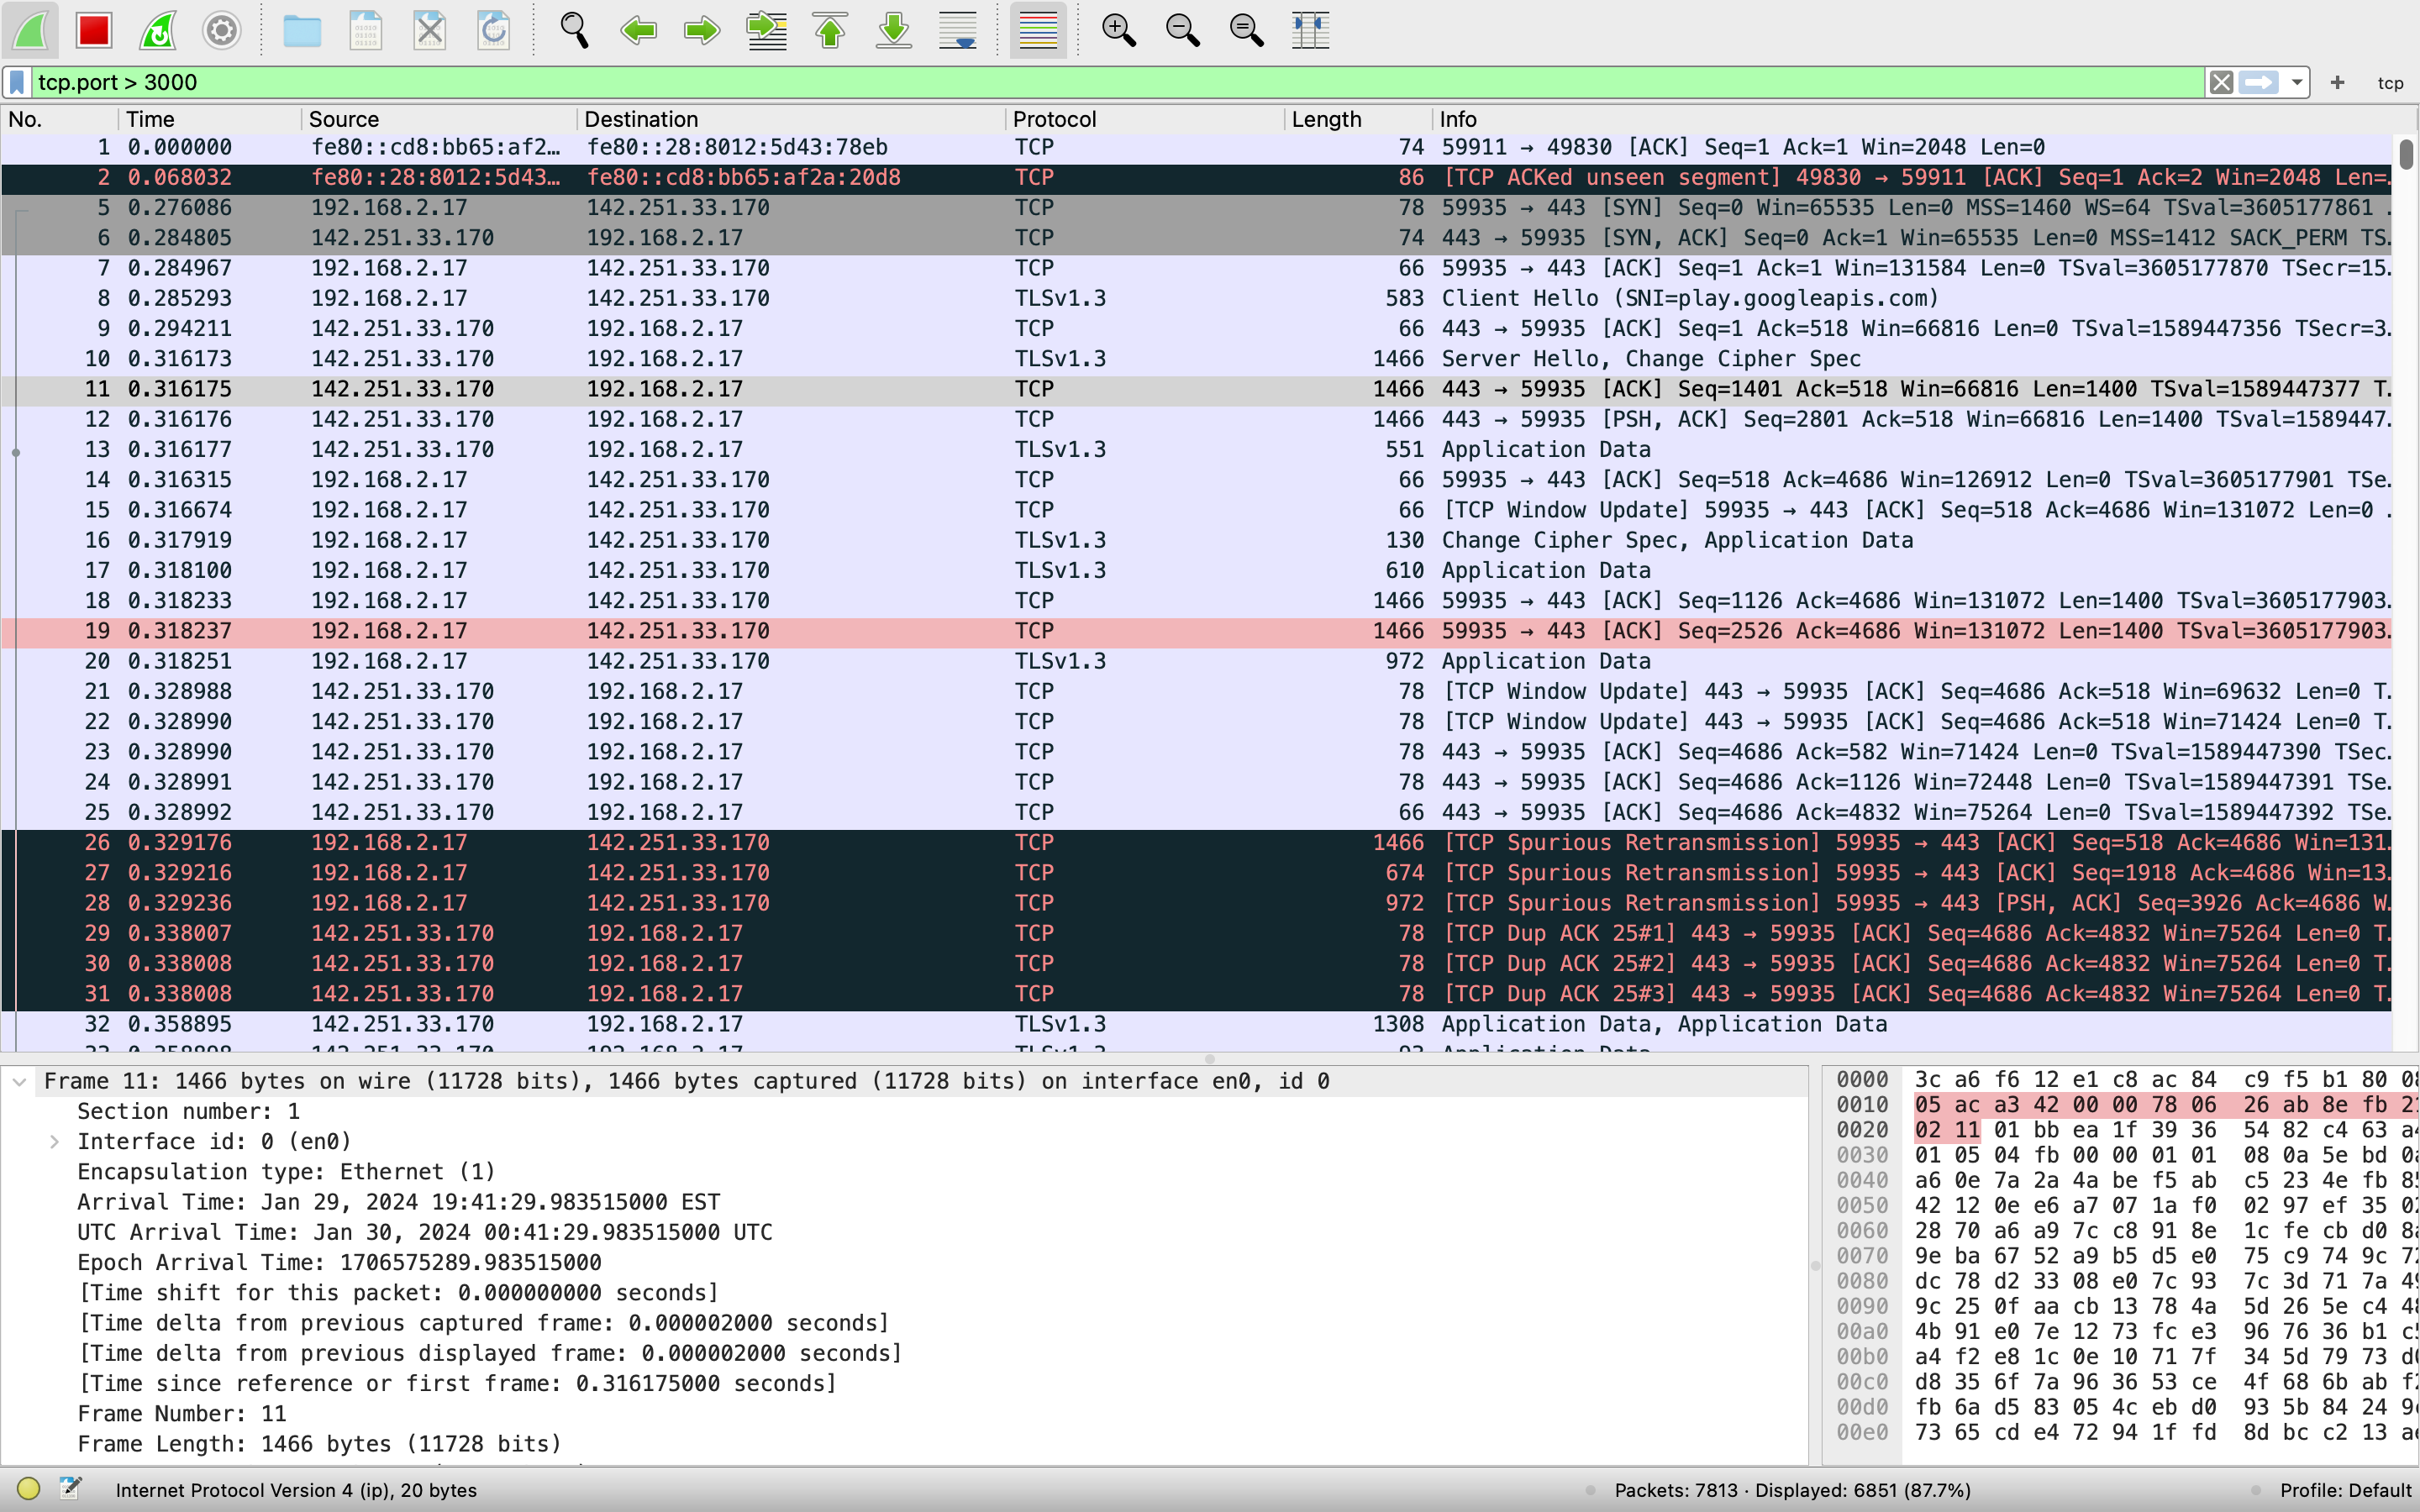 tcp.port > 3000
+ tcp
No. Time Source Destination Protocol Length Info
1 0.000000 fe80::cd8:bb65:af2… fe80::28:8012:5d43:78eb TCP 74 59911 → 49830 [ACK] Seq=1 Ack=1 Win=2048 Len=0
2 0.068032 fe80::28:8012:5d43… fe80::cd8:bb65:af2a:20d8 TCP 86 [TCP ACKed unseen segment] 49830 → 59911 [ACK] Seq=1 Ack=2 Win=2048 Len=.
5 0.276086 192.168.2.17 142.251.33.170 TCP 78 59935 → 443 [SYN] Seq=0 Win=65535 Len=0 MSS=1460 WS=64 TSval=3605177861 .
6 0.284805 142.251.33.170 192.168.2.17 TCP 74 443 → 59935 [SYN, ACK] Seq=0 Ack=1 Win=65535 Len=0 MSS=1412 SACK_PERM TS.
7 0.284967 192.168.2.17 142.251.33.170 TCP 66 59935 → 443 [ACK] Seq=1 Ack=1 Win=131584 Len=0 TSval=3605177870 TSecr=15.
8 0.285293 192.168.2.17 142.251.33.170 TLSv1.3 583 Client Hello (SNI=play.googleapis.com)
9 0.294211 142.251.33.170 192.168.2.17 TCP 66 443 → 59935 [ACK] Seq=1 Ack=518 Win=66816 Len=0 TSval=1589447356 TSecr=3.
10 0.316173 142.251.33.170 192.168.2.17 TLSv1.3 1466 Server Hello, Change Cipher Spec
11 0.316175 142.251.33.170 192.168.2.17 TCP 1466 443 → 59935 [ACK] Seq=1401 Ack=518 Win=66816 Len=1400 TSval=1589447377 T.
12 0.316176 142.251.33.170 192.168.2.17 TCP 1466 443 → 59935 [PSH, ACK] Seq=2801 Ack=518 Win=66816 Len=1400 TSval=1589447.
13 0.316177 142.251.33.170 192.168.2.17 TLSv1.3 551 Application Data
14 0.316315 192.168.2.17 142.251.33.170 TCP 66 59935 → 443 [ACK] Seq=518 Ack=4686 Win=126912 Len=0 TSval=3605177901 TSe.
15 0.316674 192.168.2.17 142.251.33.170 TCP 66 [TCP Window Update] 59935 → 443 [ACK] Seq=518 Ack=4686 Win=131072 Len=0 .
16 0.317919 192.168.2.17 142.251.33.170 TLSv1.3 130 Change Cipher Spec, Application Data
17 0.318100 192.168.2.17 142.251.33.170 TLSv1.3 610 Application Data
18 0.318233 192.168.2.17 142.251.33.170 TCP 1466 59935 → 443 [ACK] Seq=1126 Ack=4686 Win=131072 Len=1400 TSval=3605177903.
19 0.318237 192.168.2.17 142.251.33.170 TCP 1466 59935 → 443 [ACK] Seq=2526 Ack=4686 Win=131072 Len=1400 TSval=3605177903.
20 0.318251 192.168.2.17 142.251.33.170 TLSv1.3 972 Application Data
21 0.328988 142.251.33.170 192.168.2.17 TCP 78 [TCP Window Update] 443 → 59935 [ACK] Seq=4686 Ack=518 Win=69632 Len=0 T.
22 0.328990 142.251.33.170 192.168.2.17 TCP 78 [TCP Window Update] 443 → 59935 [ACK] Seq=4686 Ack=518 Win=71424 Len=0 T.
23 0.328990 142.251.33.170 192.168.2.17 TCP 78 443 → 59935 [ACK] Seq=4686 Ack=582 Win=71424 Len=0 TSval=1589447390 TSec.
24 0.328991 142.251.33.170 192.168.2.17 TCP 78 443 → 59935 [ACK] Seq=4686 Ack=1126 Win=72448 Len=0 TSval=1589447391 TSe.
25 0.328992 142.251.33.170 192.168.2.17 TCP 66 443 → 59935 [ACK] Seq=4686 Ack=4832 Win=75264 Len=0 TSval=1589447392 TSe.
26 0.329176 192.168.2.17 142.251.33.170 TCP 1466 [TCP Spurious Retransmission] 59935 → 443 [ACK] Seq=518 Ack=4686 Win=131.
27 0.329216 192.168.2.17 142.251.33.170 TCP 674 [TCP Spurious Retransmission] 59935 → 443 [ACK] Seq=1918 Ack=4686 Win=13.
28 0.329236 192.168.2.17 142.251.33.170 TCP 972 [TCP Spurious Retransmission] 59935 → 443 [PSH, ACK] Seq=3926 Ack=4686 W.
29 0.338007 142.251.33.170 192.168.2.17 TCP 78 [TCP Dup ACK 25#1] 443 → 59935 [ACK] Seq=4686 Ack=4832 Win=75264 Len=0 T.
30 0.338008 142.251.33.170 192.168.2.17 TCP 78 [TCP Dup ACK 25#2] 443 → 59935 [ACK] Seq=4686 Ack=4832 Win=75264 Len=0 T.
31 0.338008 142.251.33.170 192.168.2.17 TCP 78 [TCP Dup ACK 25#3] 443 → 59935 [ACK] Seq=4686 Ack=4832 Win=75264 Len=0 T.
32 0.358895 142.251.33.170 192.168.2.17 TLSv1.3 1308 Application Data, Application Data
Frame 11: 1466 bytes on wire (11728 bits), 1466 bytes captured (11728 bits) on interface en0, id 0
Section number: 1
Interface id: 0 (en0)
Encapsulation type: Ethernet (1)
Arrival Time: Jan 29, 2024 19:41:29.983515000 EST
UTC Arrival Time: Jan 30, 2024 00:41:29.983515000 UTC
Epoch Arrival Time: 1706575289.983515000
[Time shift for this packet: 0.000000000 seconds]
[Time delta from previous captured frame: 0.000002000 seconds]
[Time delta from previous displayed frame: 0.000002000 seconds]
[Time since reference or first frame: 0.316175000 seconds]
Frame Number: 11
Frame Length: 1466 bytes (11728 bits)
0000 3c a6 f6 12 e1 c8 ac 84 c9 f5 b1 80
0010 05 ac a3 42 00 00 78 06 26 ab 8e fb
0020 02 11 01 bb ea 1f 39 36 54 82 c4 63
0030 01 05 04 fb 00 00 01 01 08 0a 5e bd
0040 a6 0e 7a 2a 4a be f5 ab c5 23 4e fb
0050 42 12 0e e6 a7 07 1a f0 02 97 ef 35
0060 28 70 a6 a9 7c c8 91 8e 1c fe cb d0
0070 9e ba 67 52 a9 b5 d5 e0 75 c9 74 9c
0080 dc 78 d2 33 08 e0 7c 93 7c 3d 71 7a
0090 9c 25 0f aa cb 13 78 4a 5d 26 5e c4
00a0 4b 91 e0 7e 12 73 fc e3 96 76 36 b1
00b0 a4 f2 e8 1c 0e 10 71 7f 34 5d 79 73
00c0 d8 35 6f 7a 96 36 53 ce 4f 68 6b ab
00d0 fb 6a d5 83 05 4c eb d0 93 5b 84 24
00e0 73 65 cd e4 72 94 1f fd 8d bc c2 13
Internet Protocol Version 4 (ip), 20 bytes
Packets: 7813 · Displayed: 6851 (87.7%)
Profile: Default